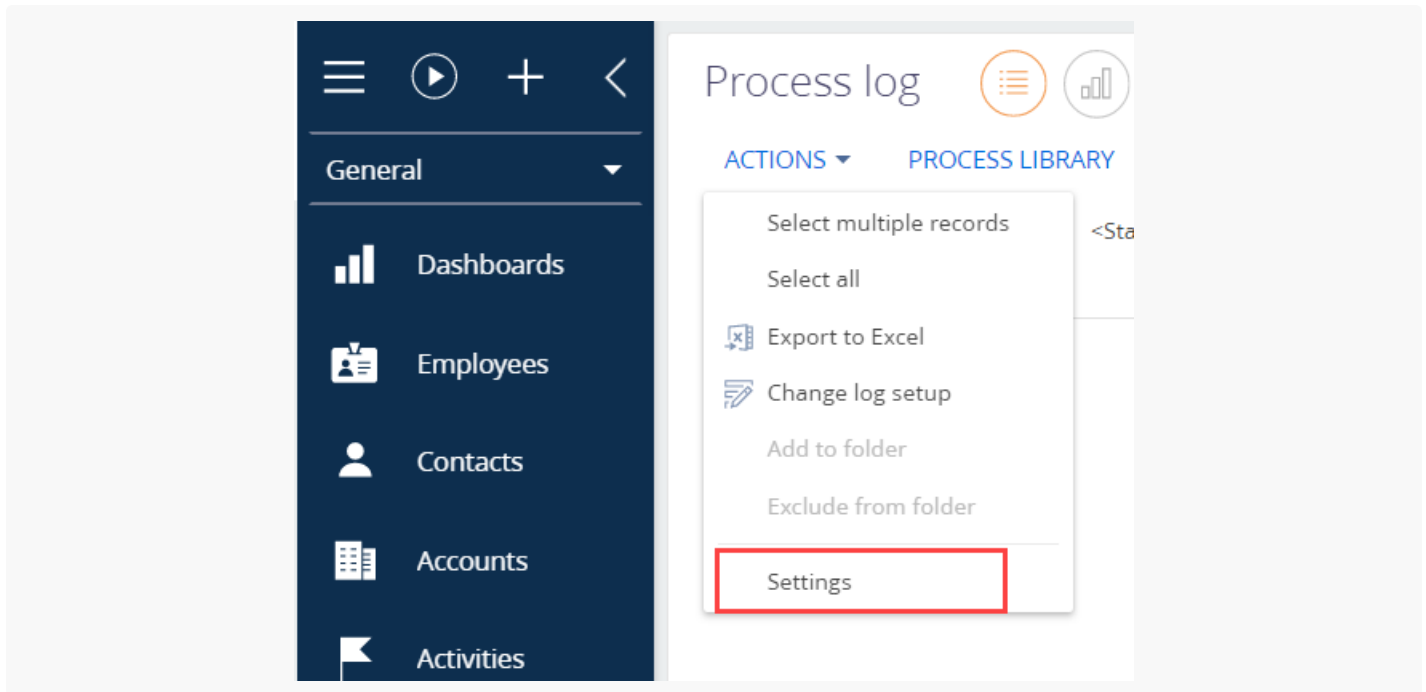 Process log
General
ACTIONS PROCESS LIBRARY
Select multiple records
<Sta
Select all
Dashboards
Export to Excel
Employees
Change log setup
Add to folder
Contacts
Exclude from folder
Accounts
Settings
Activities